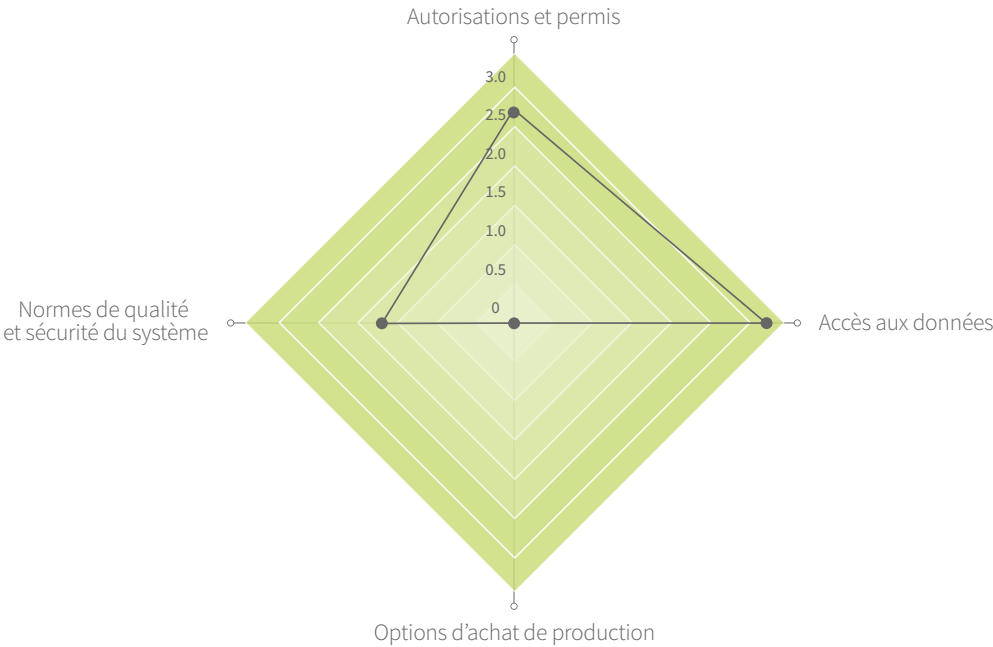 Autorisations et permis
3.0
2.5
2.0
1.5
1.0
0.5
0
Normes de qualité
et sécurité du système
Accès aux données
Options d’achat de production